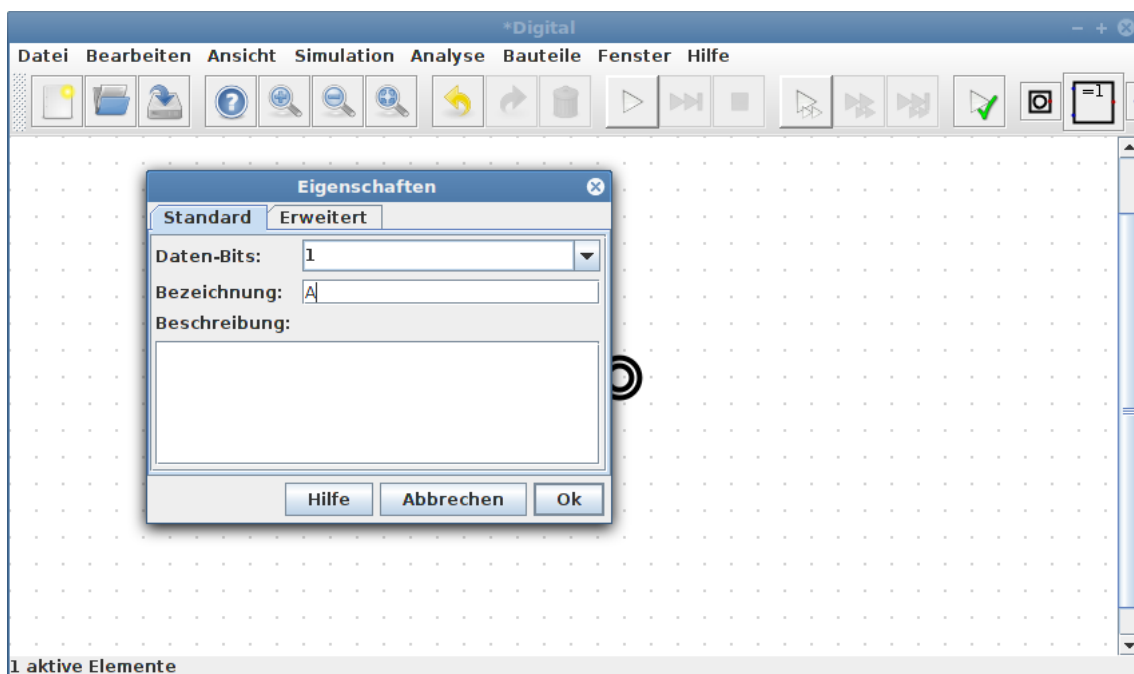 *Digital
Datei Bearbeiten Ansicht Simulation Analyse Bauteile Fenster Hilfe
=1
Eigenschaften
Standard Erweitert
Daten-Bits: 1
Bezeichnung: A
Beschreibung:
Hilfe Abbrechen Ok
1 aktive Elemente